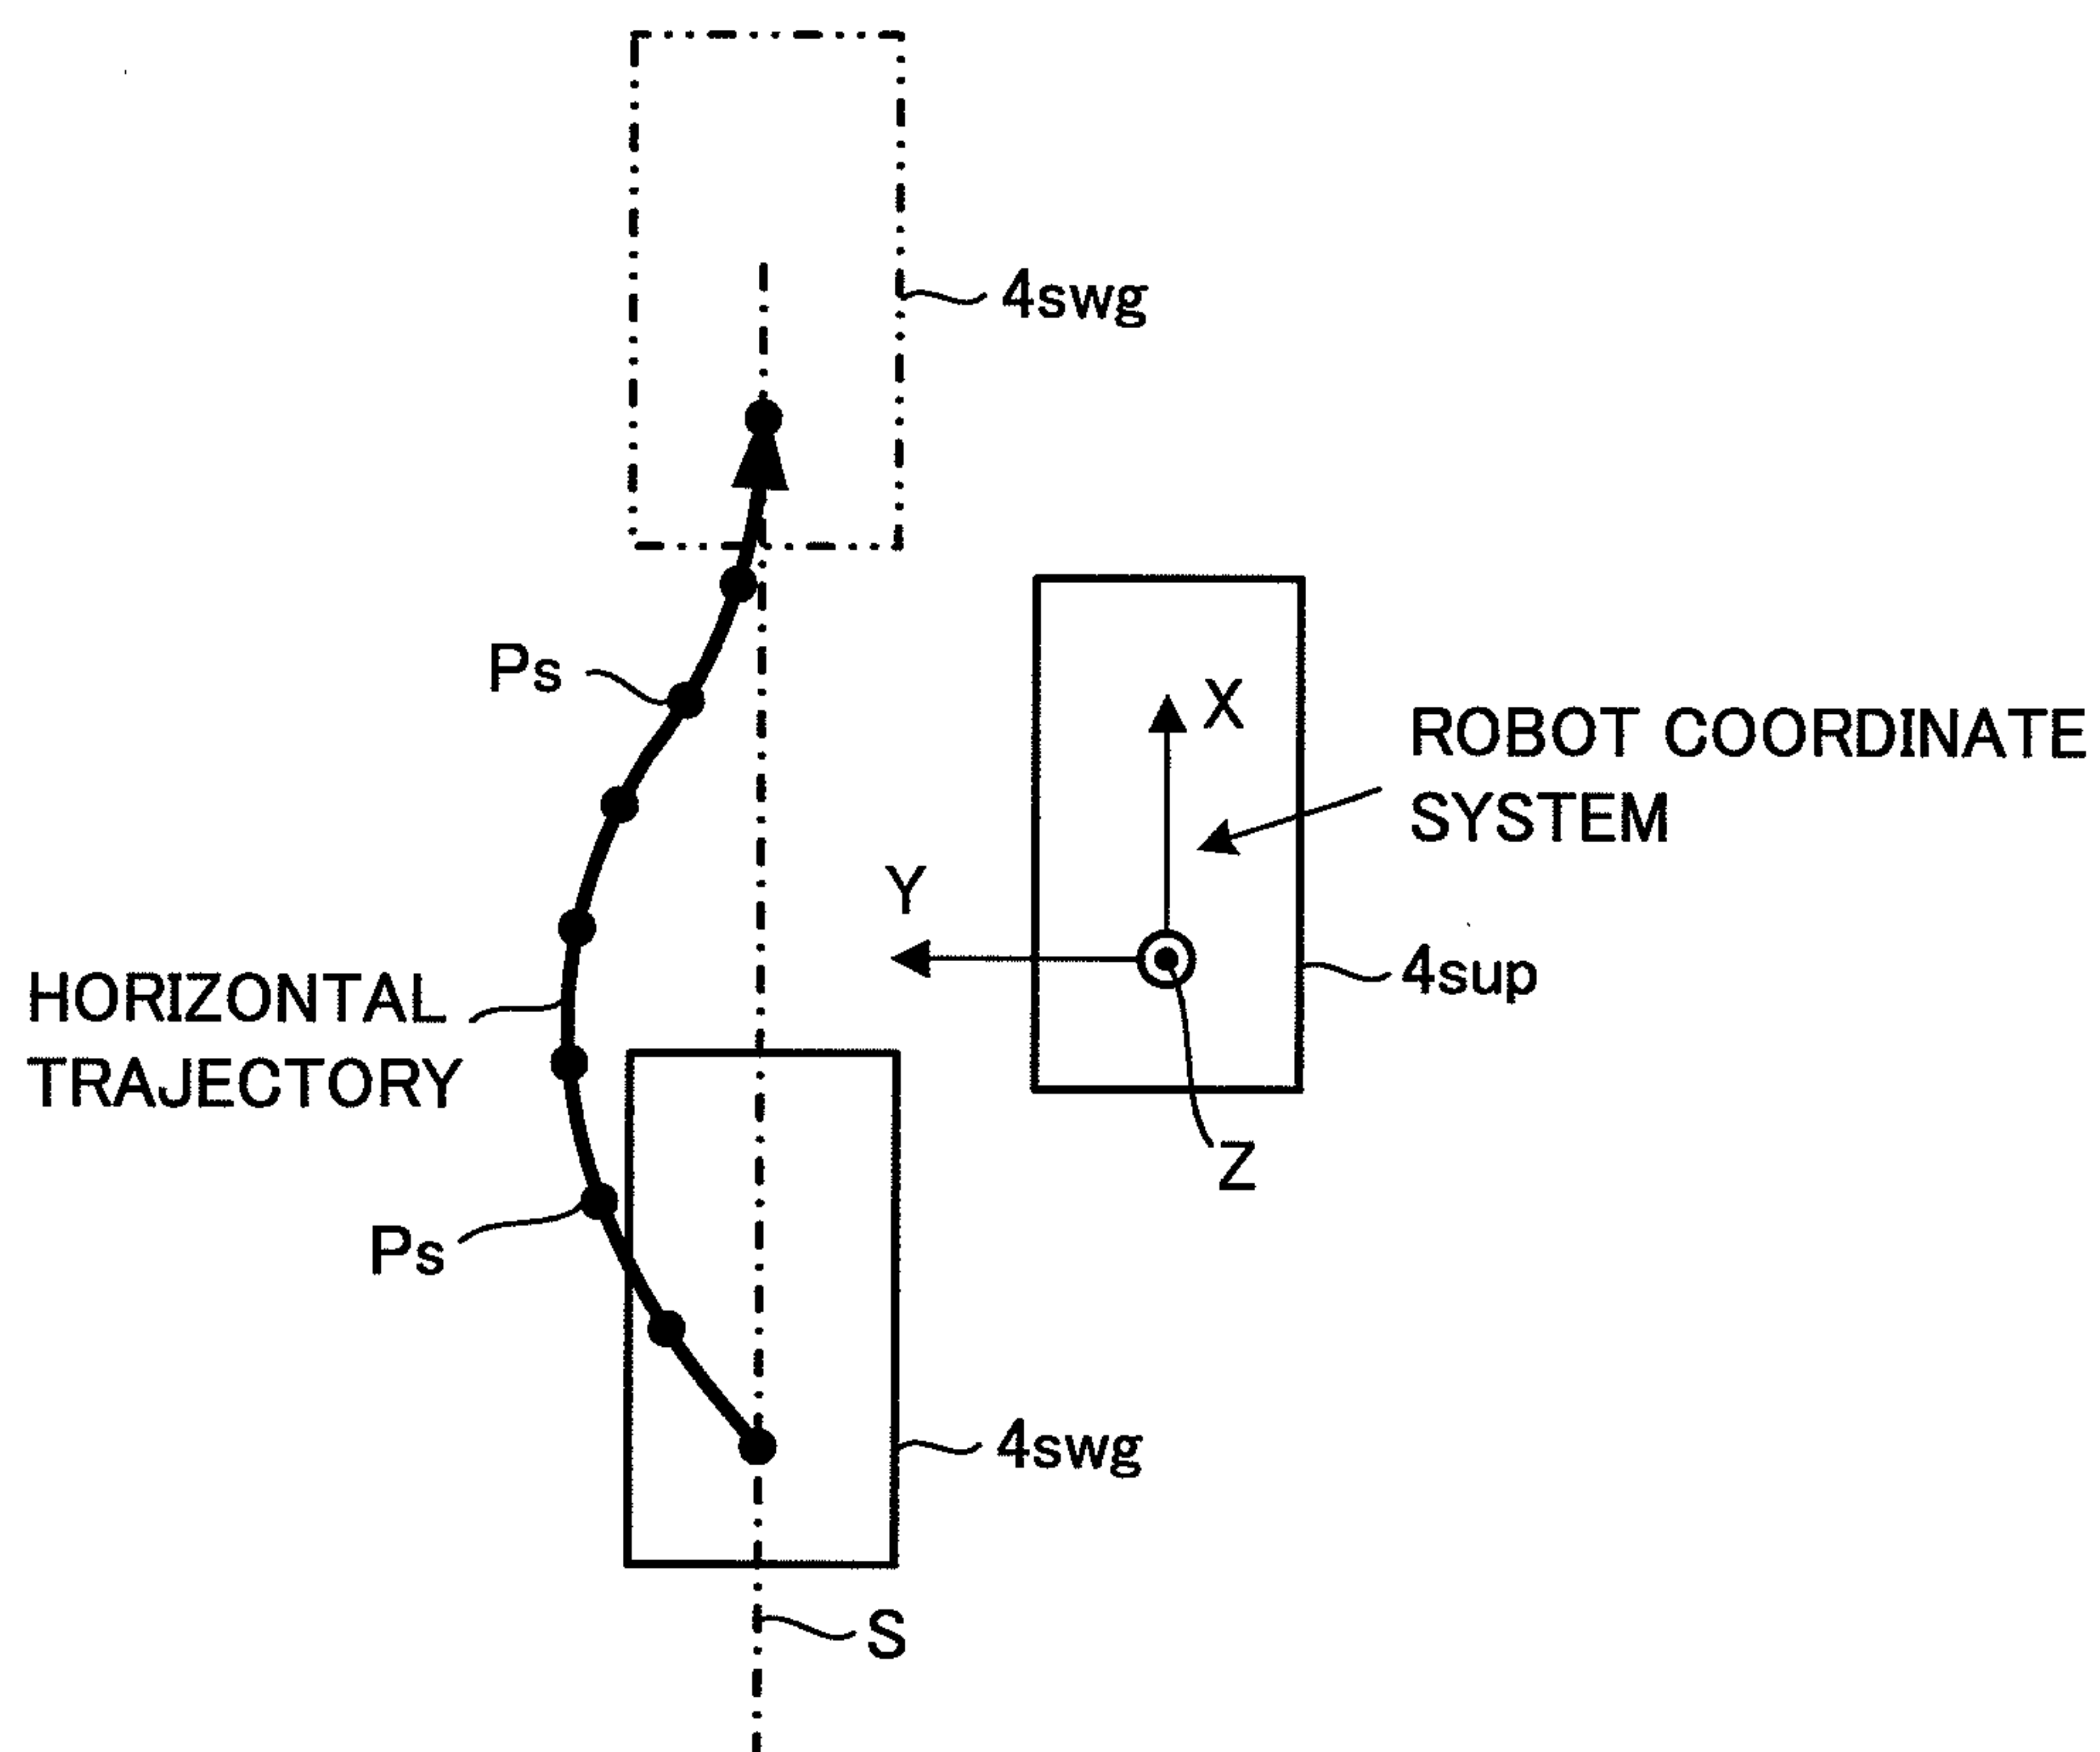 4swg
Ps
X
ROBOT COORDINATE
SYSTEM
Y
HORIZONTAL
TRAJECTORY
4sup
Z
Ps
4swg
S